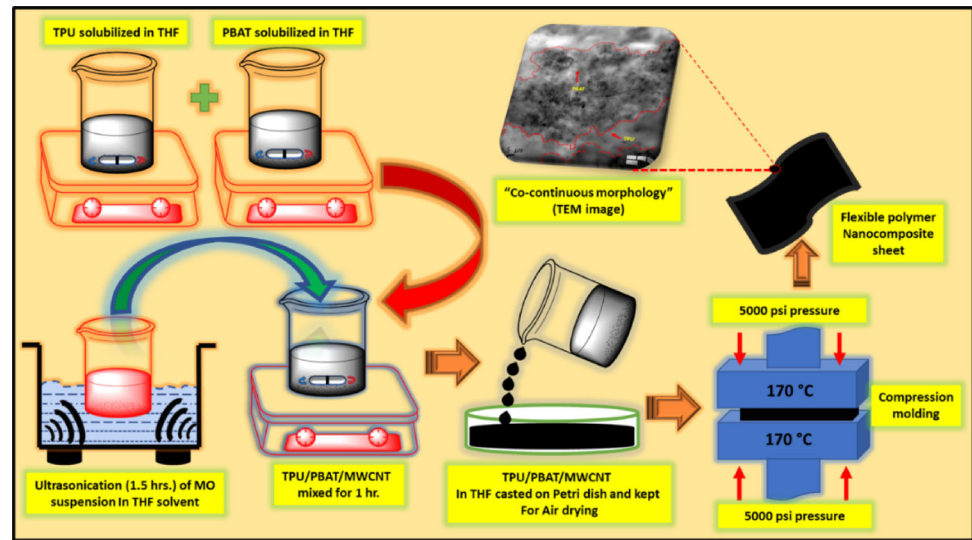 TPU solubilized in THF
PBAT solubilized in THF
PBAT
TPU
"Co-continuous morphology"
(TEM image)
Flexible polymer
Nanocomposite
sheet
5000 psi pressure
170 °C
170 °C
Compression
molding
5000 psi pressure
Ultrasonication (1.5 hrs.) of MO
suspension In THF solvent
TPU/PBAT/MWCNT
mixed for 1 hr.
TPU/PBAT/MWCNT
In THF casted on Petri dish and kept
For Air drying